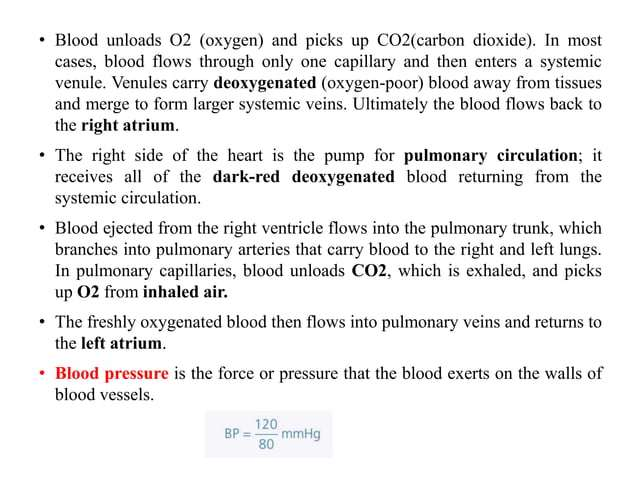 • Blood unloads O2 (oxygen) and picks up CO2(carbon dioxide). In most
cases, blood flows through only one capillary and then enters a systemic
venule. Venules carry deoxygenated (oxygen-poor) blood away from tissues
and merge to form larger systemic veins. Ultimately the blood flows back to
the right atrium.
• The right side of the heart is the pump for pulmonary circulation; it
receives all of the dark-red deoxygenated blood returning from the
systemic circulation.
• Blood ejected from the right ventricle flows into the pulmonary trunk, which
branches into pulmonary arteries that carry blood to the right and left lungs.
In pulmonary capillaries, blood unloads CO2, which is exhaled, and picks
up O2 from inhaled air.
• The freshly oxygenated blood then flows into pulmonary veins and returns to
the left atrium.
• Blood pressure is the force or pressure that the blood exerts on the walls of
blood vessels.
BP = 120/80 mmHg